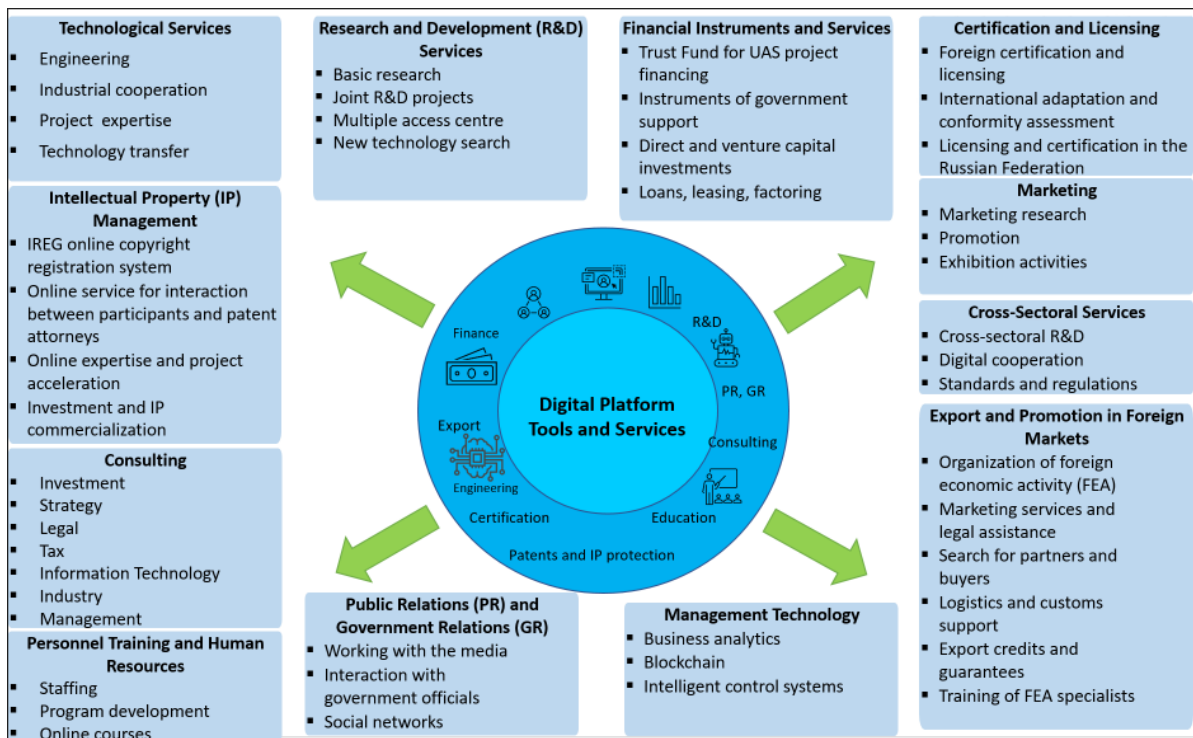 Technological Services
Engineering
Industrial cooperation
Project expertise
Technology transfer
Intellectual Property (IP)
Management
IREG online copyright
registration system
Online service for interaction
between participants and patent
attorneys
Online expertise and project
acceleration
Investment and IP
commercialization
Consulting
Investment
Strategy
Legal
Tax
Information Technology
Industry
Management
Personnel Training and Human
Resources
Staffing
Program development
Online courses
Research and Development (R&D)
Services
Basic research
Joint R&D projects
Multiple access centre
New technology search
Financial Instruments and Services
Trust Fund for UAS project
financing
Instruments of government
support
Direct and venture capital
investments
Loans, leasing, factoring
Finance
R&D
PR, GR
Digital Platform
Tools and Services
Export
Consulting
Engineering
Certification
Education
Patents and IP protection
Public Relations (PR) and
Government Relations (GR)
Working with the media
Interaction with
government officials
Social networks
Management Technology
Business analytics
Blockchain
Intelligent control systems
Certification and Licensing
Foreign certification and
licensing
International adaptation and
conformity assessment
Licensing and certification in the
Russian Federation
Marketing
Marketing research
Promotion
Exhibition activities
Cross-Sectoral Services
Cross-sectoral R&D
Digital cooperation
Standards and regulations
Export and Promotion in Foreign
Markets
Organization of foreign
economic activity (FEA)
Marketing services and
legal assistance
Search for partners and
buyers
Logistics and customs
support
Export credits and
guarantees
Training of FEA specialists